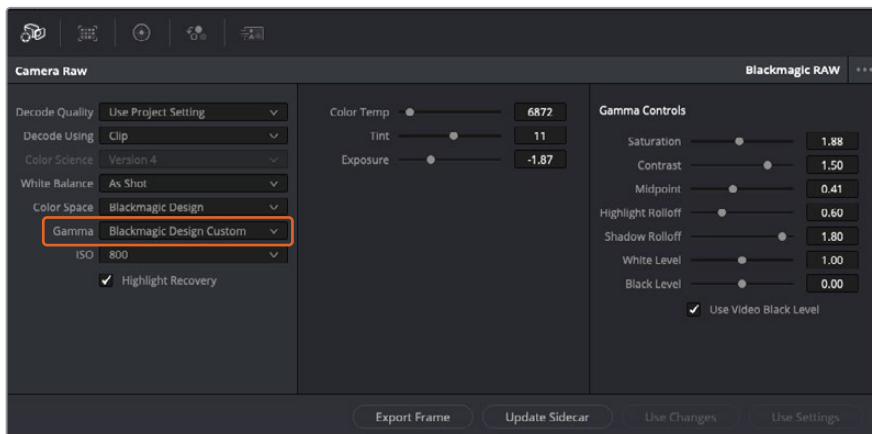 Camera Raw
Blackmagic RAW
Decode Quality Use Project Setting
Decode Using Clip
Color Science Version 4
White Balance As Shot
Color Space Blackmagic Design
Gamma Blackmagic Design Custom
ISO 800
Highlight Recovery
Color Temp 6872
Tint 11
Exposure -1.87
Gamma Controls
Saturation 1.88
Contrast 1.50
Midpoint 0.41
Highlight Rolloff 0.60
Shadow Rolloff 1.80
White Level 1.00
Black Level 0.00
Use Video Black Level
Export Frame
Update Sidecar
Use Changes
Use Settings